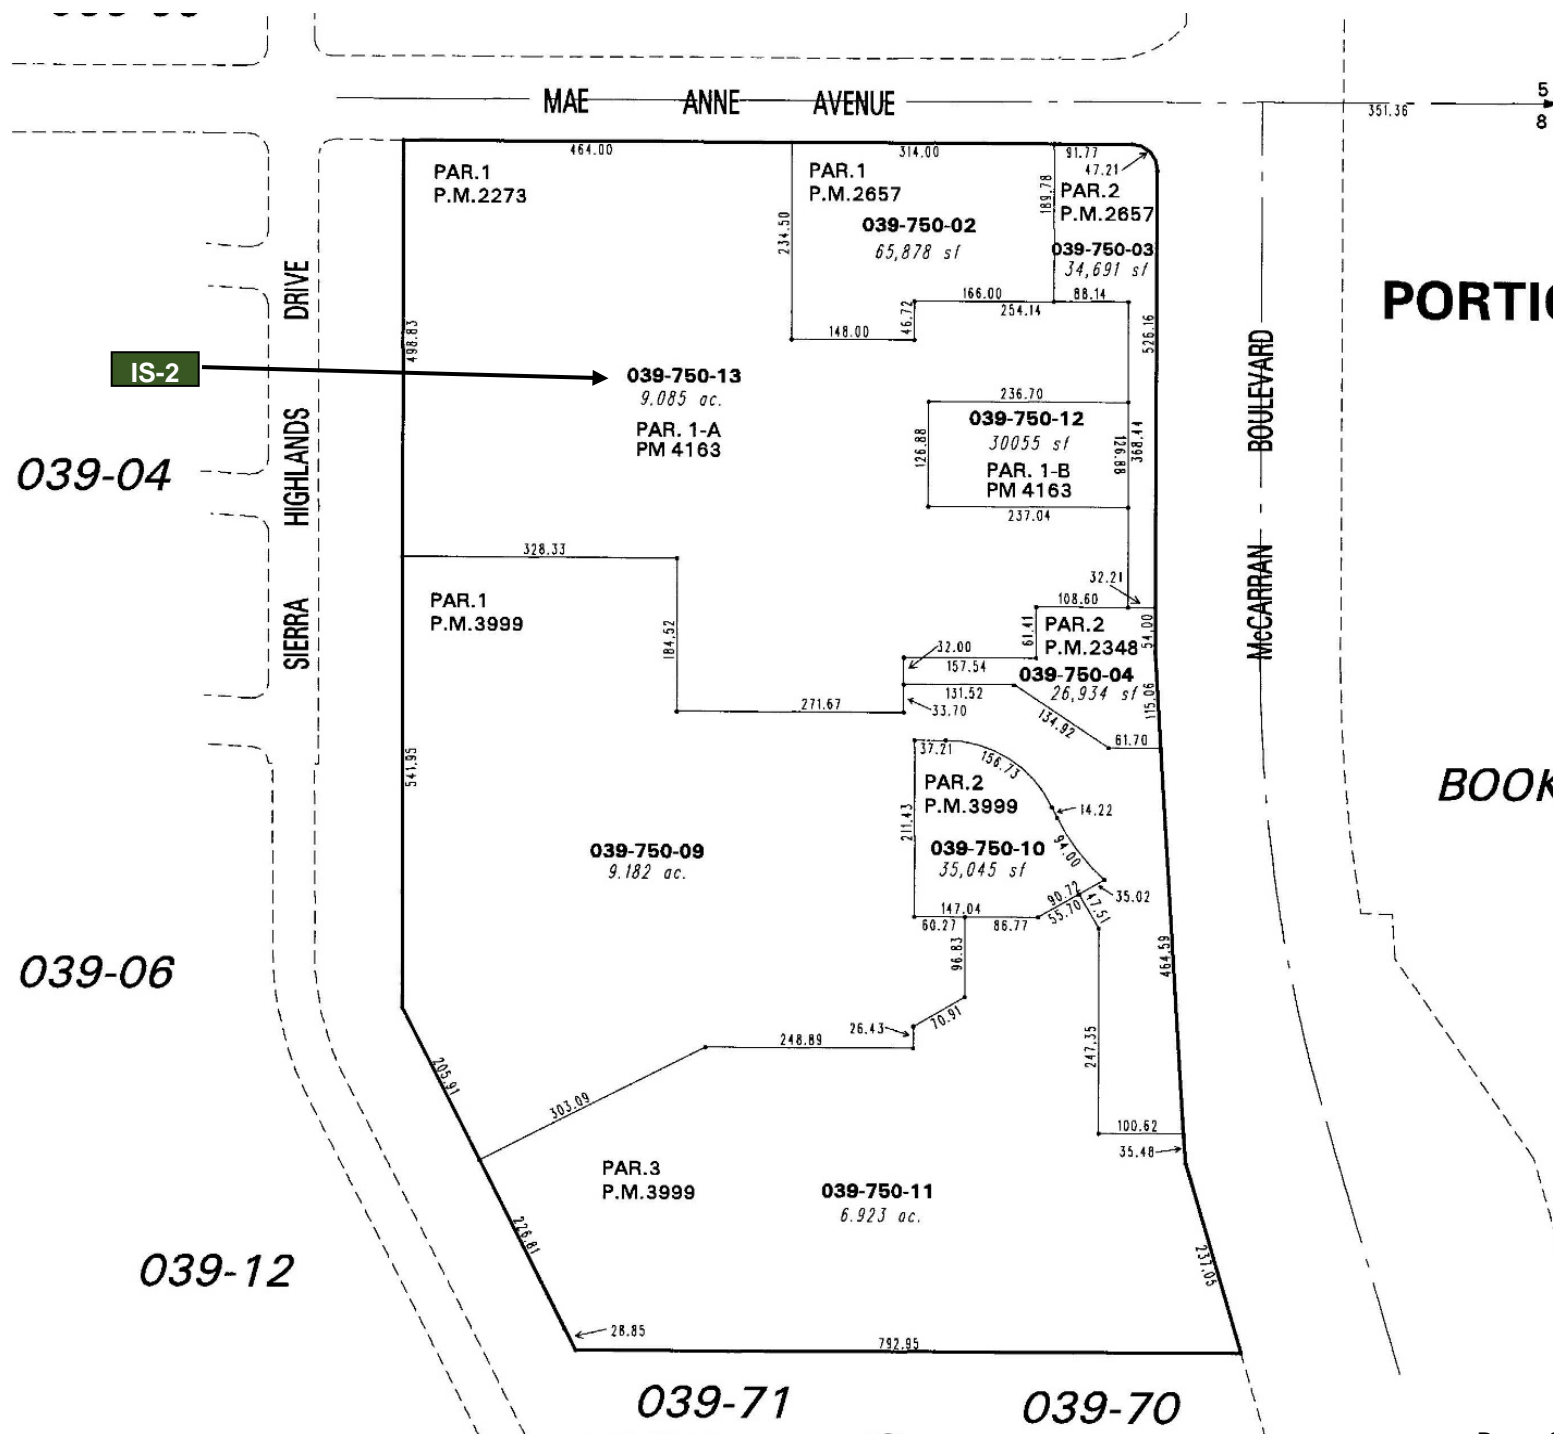 MAE ANNE AVENUE
351.36
5
8
464.00
314.00
91.77
47.21
PAR.1
P.M.2273
PAR.1
P.M.2657
189.78
PAR.2
P.M.2657
039-750-02
65,878 sf
234.50
039-750-03
34,691 sf
SIERRA HIGHLANDS DRIVE
166.00
88.14
254.14
46.72
148.00
498.83
526.16
McCARRAN BOULEVARD
IS-2
039-750-13
9.085 ac.
PAR. 1-A
PM 4163
236.70
039-750-12
30055 sf
PAR. 1-B
PM 4163
126.88
126.88
368.44
237.04
039-04
328.33
32.21
108.60
PAR.1
P.M.3999
184.52
61.41
54.00
PAR.2
P.M.2348
32.00
157.54
039-750-04
26,934 sf
131.52
115.06
271.67
33.70
134.92
61.70
37.21
156.73
541.95
PAR.2
P.M.3999
14.22
211.43
94.00
039-750-09
9.182 ac.
039-750-10
35,045 sf
BOOK
90.72
35.02
147.04
55.70
47.51
60.27
86.77
96.83
464.59
039-06
70.91
26.43
248.89
247.35
205.91
303.09
100.62
35.48
PAR.3
P.M.3999
039-750-11
6.923 ac.
226.81
237.05
039-12
28.85
792.95
039-71
039-70